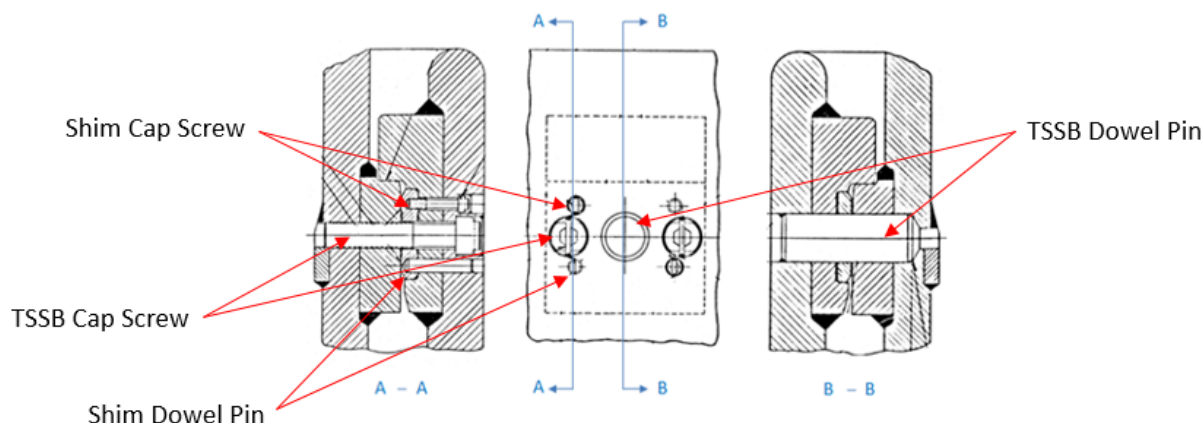 A B
Shim Cap Screw
TSSB Dowel Pin
TSSB Cap Screw
A B
A – A
B – B
Shim Dowel Pin